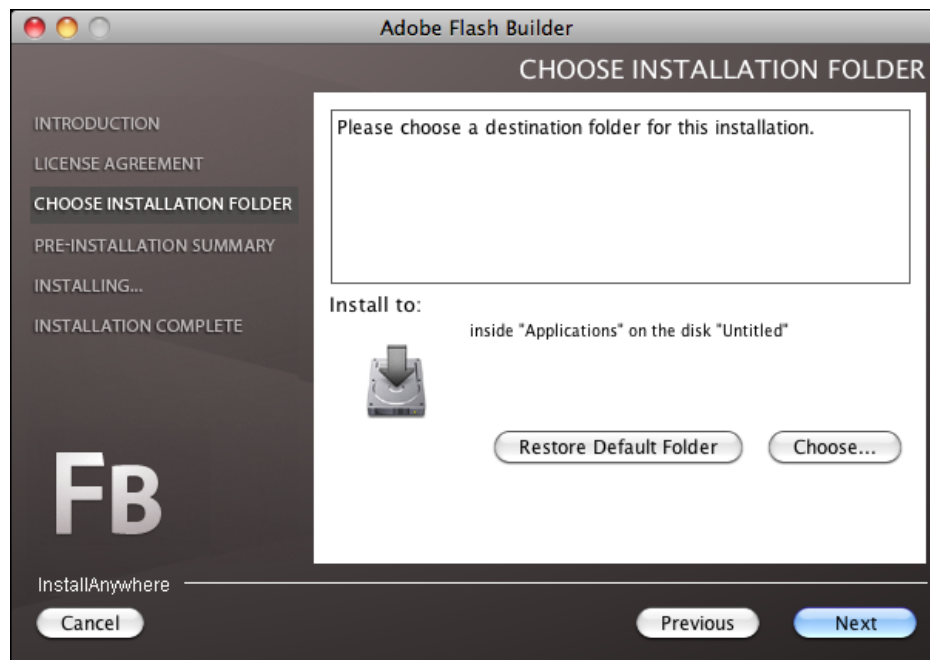 Adobe Flash Builder
CHOOSE INSTALLATION FOLDER
INTRODUCTION
LICENSE AGREEMENT
CHOOSE INSTALLATION FOLDER
PRE-INSTALLATION SUMMARY
INSTALLING...
INSTALLATION COMPLETE
FB
Please choose a destination folder for this installation.
Install to:
inside "Applications" on the disk "Untitled"
Restore Default Folder
Choose...
InstallAnywhere
Cancel
Previous
Next